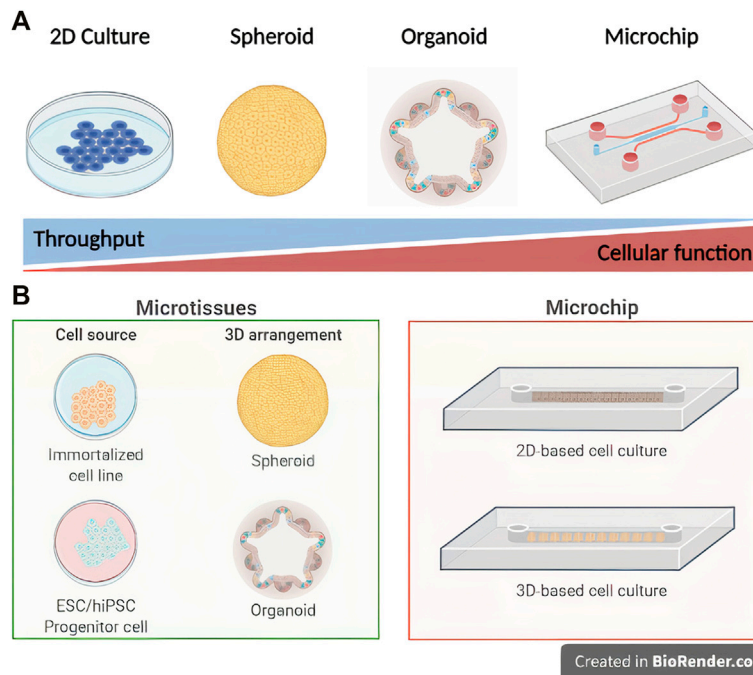 A
2D Culture
Spheroid
Organoid
Microchip
Throughput
Cellular function
B
Microtissues
Cell source
3D arrangement
Immortalized
cell line
Spheroid
ESC/hiPSC
Progenitor cell
Organoid
Microchip
2D-based cell culture
3D-based cell culture
Created in BioRender.co